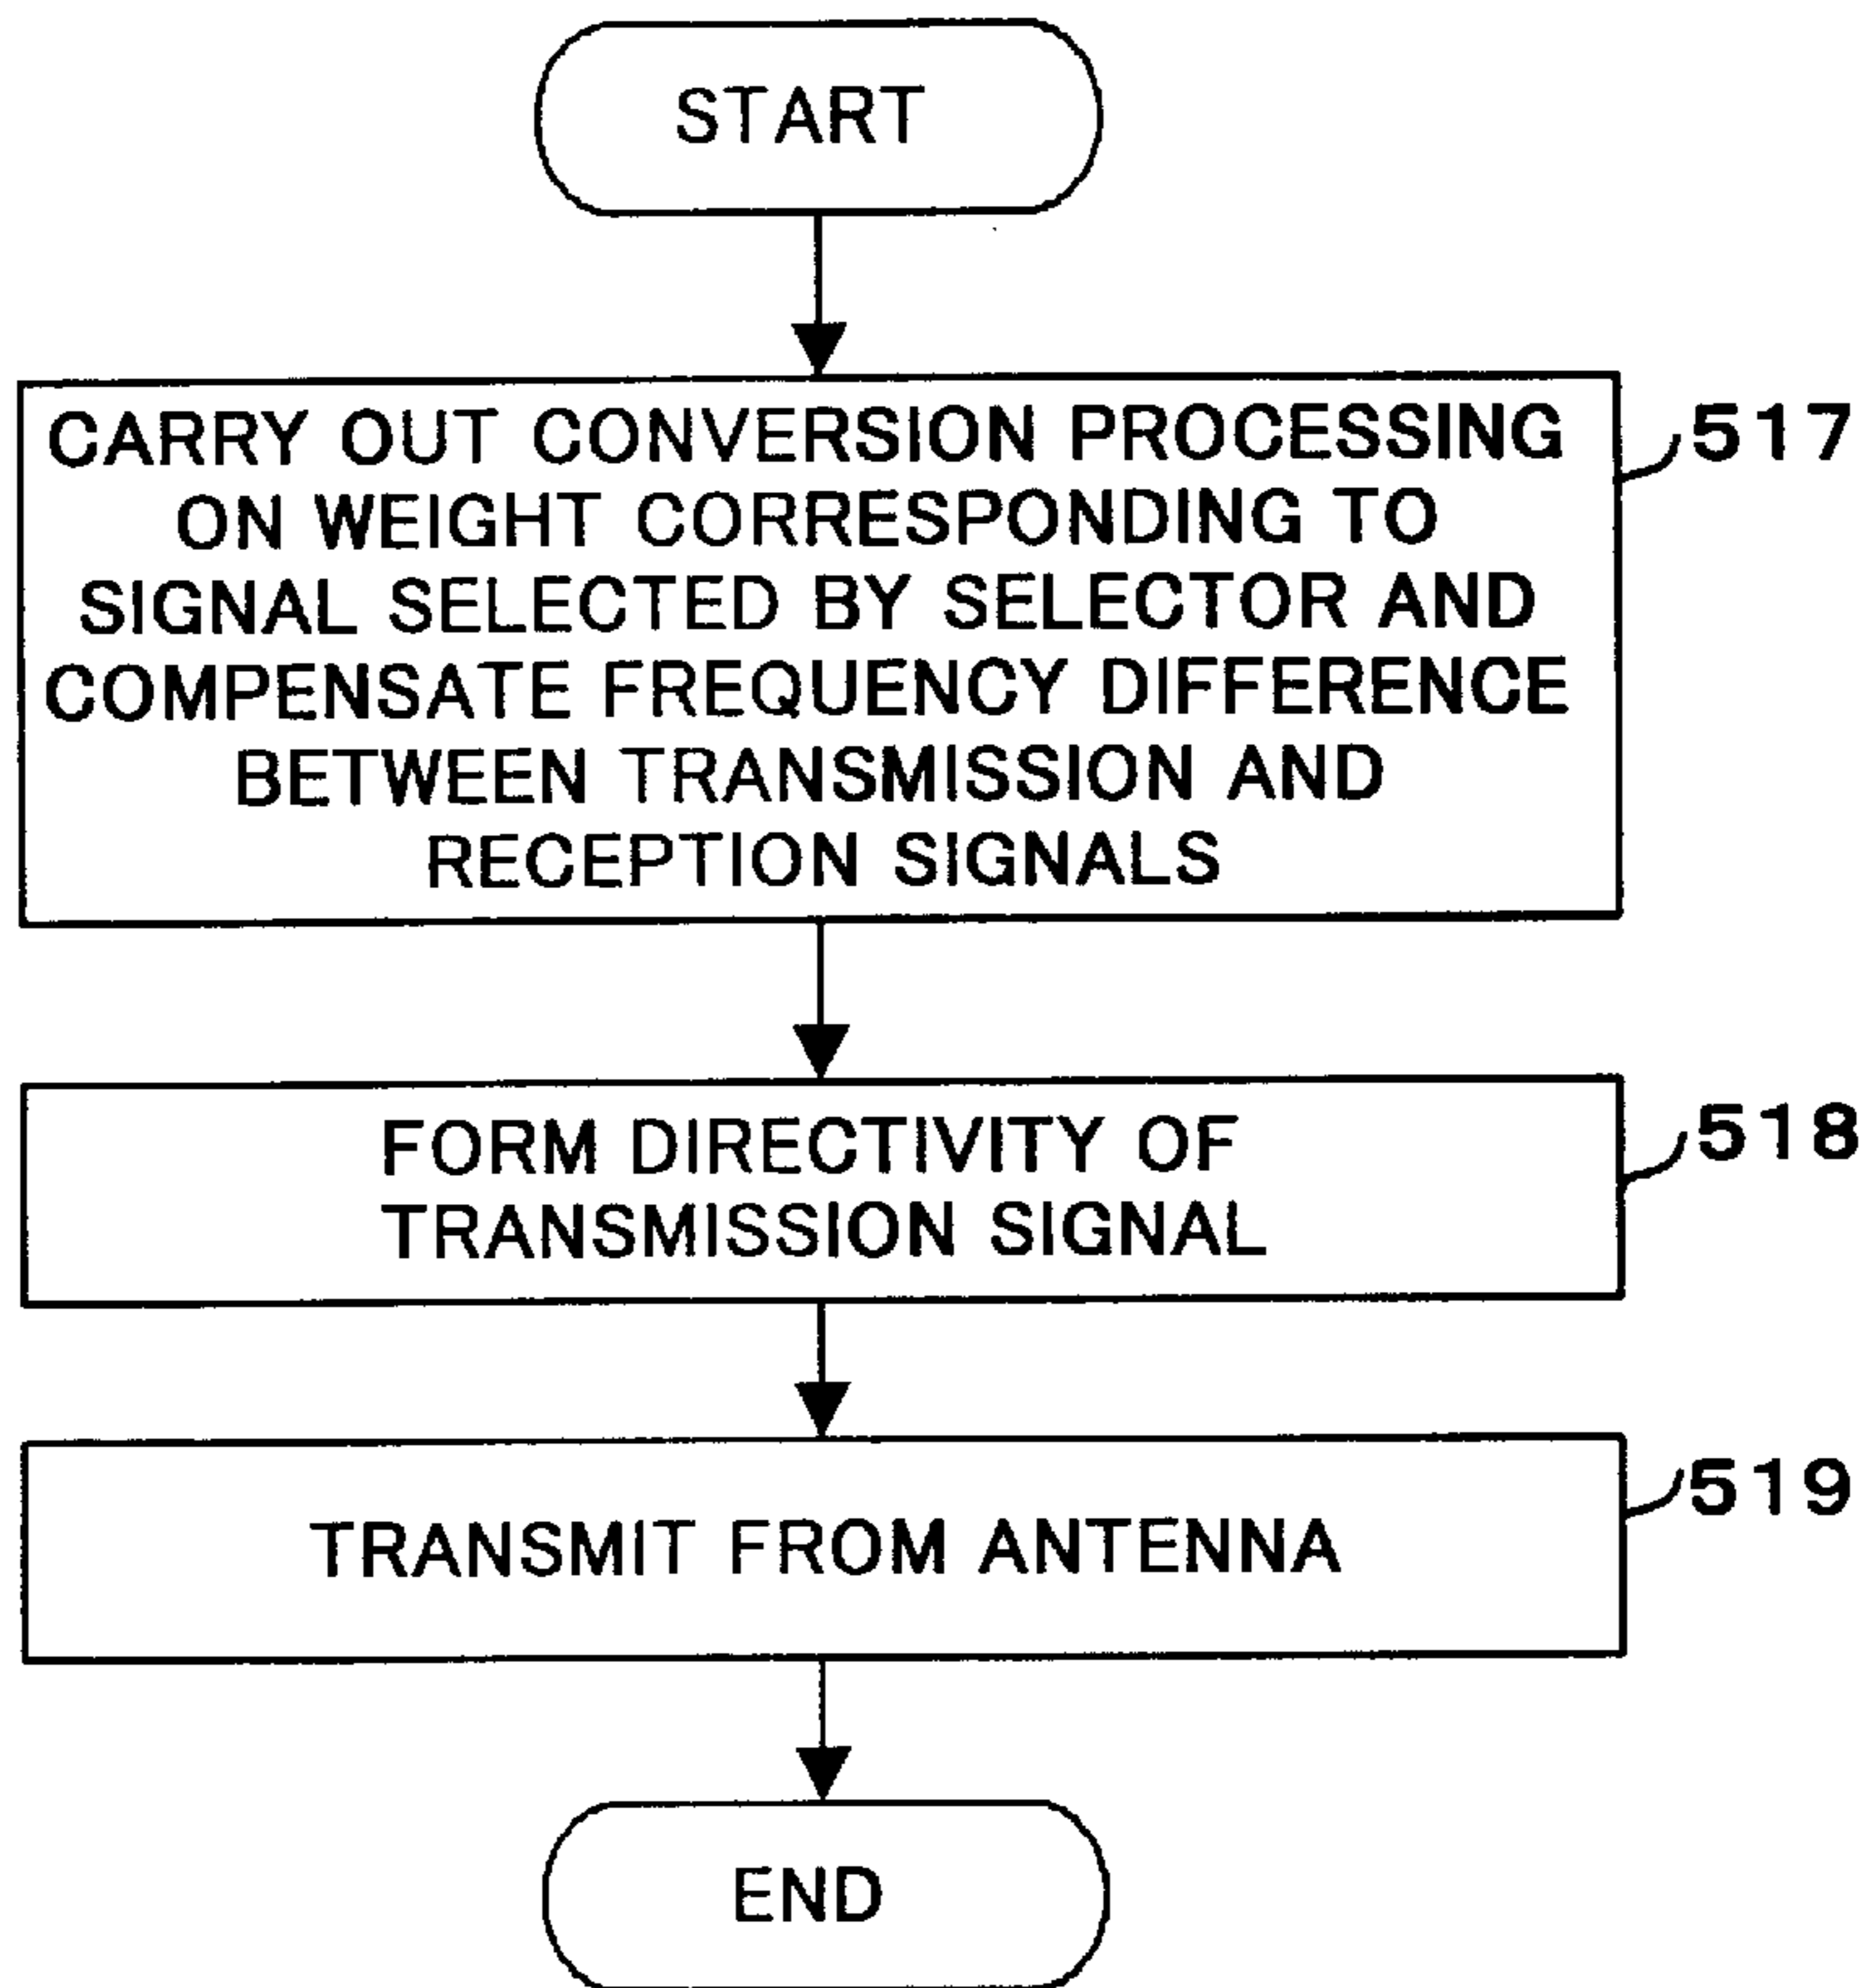 START
CARRY OUT CONVERSION PROCESSING
ON WEIGHT CORRESPONDING TO
SIGNAL SELECTED BY SELECTOR AND
COMPENSATE FREQUENCY DIFFERENCE
BETWEEN TRANSMISSION AND
RECEPTION SIGNALS
517
FORM DIRECTIVITY OF
TRANSMISSION SIGNAL
518
TRANSMIT FROM ANTENNA
519
END